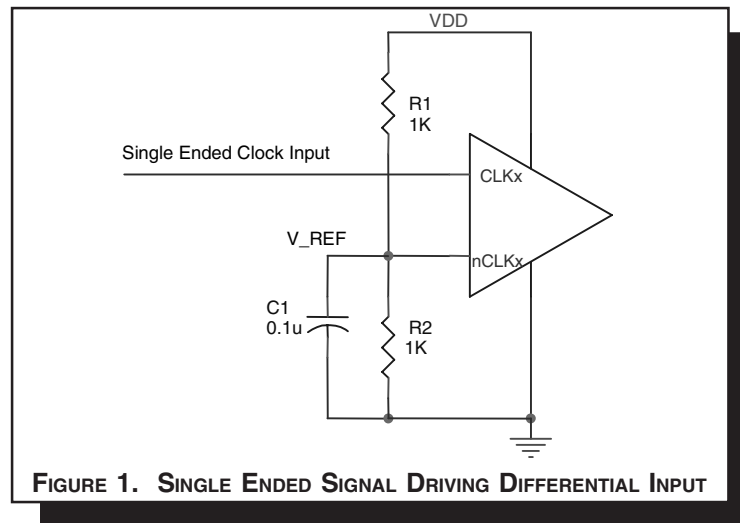 VDD
R1
1K
Single Ended Clock Input
CLKx
V_REF
nCLKx
C1
0.1u
R2
1K
FIGURE 1. SINGLE ENDED SIGNAL DRIVING DIFFERENTIAL INPUT